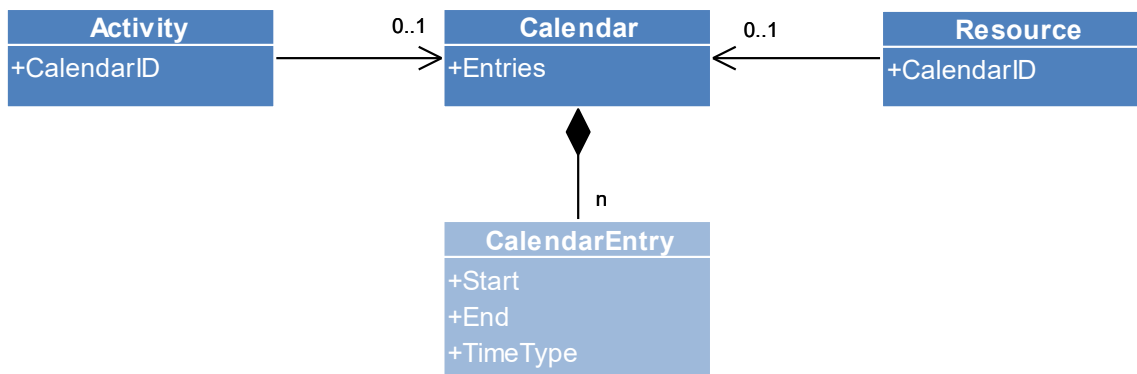 Activity
+CalendarID
0..1
Calendar
+Entries
0..1
Resource
+CalendarID
n
CalendarEntry
+Start
+End
+TimeType